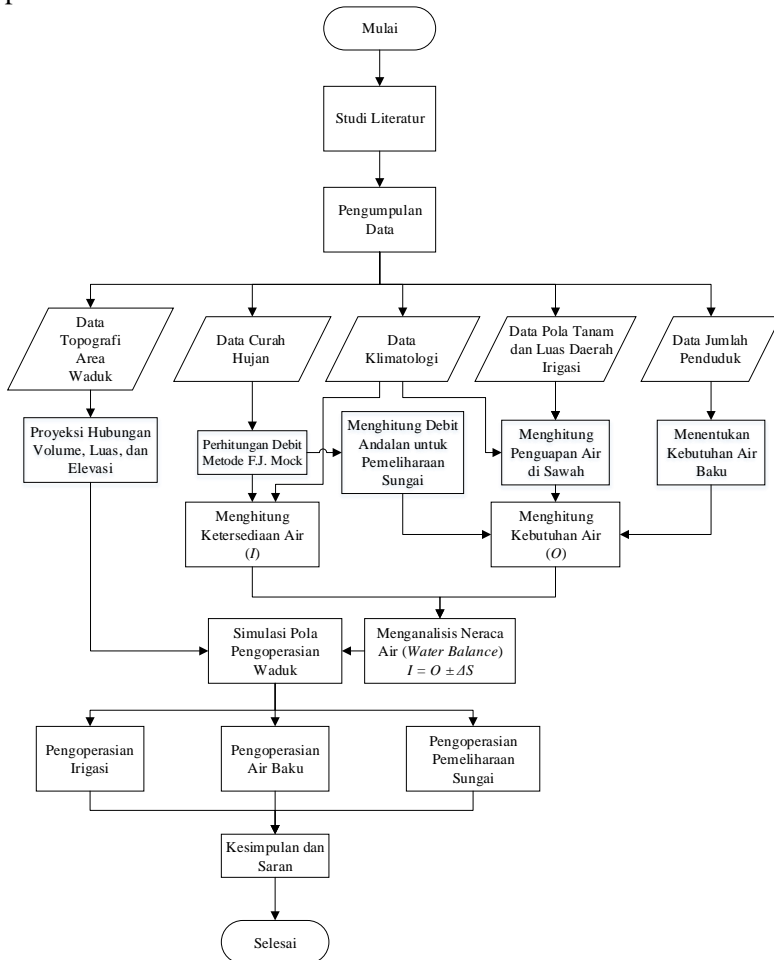 Mulai
Studi Literatur
Pengumpulan
Data
Data
Topografi
Area
Waduk
Data Curah
Hujan
Data
Klimatologi
Data Pola Tanam
dan Luas Daerah
Irigasi
Data Jumlah
Penduduk
Proyeksi Hubungan
Volume, Luas, dan
Elevasi
Perhitungan Debit
Metode F.J. Mock
Menghitung Debit
Andalan untuk
Pemeliharaan
Sungai
Menghitung
Penguapan Air
di Sawah
Menentukan
Kebutuhan Air
Baku
Menghitung
Ketersediaan Air
(I)
Menghitung
Kebutuhan Air
(O)
Simulasi Pola
Pengoperasian
Waduk
Menganalisis Neraca
Air (Water Balance)
I = O ± ΔS
Pengoperasian
Irigasi
Pengoperasian
Air Baku
Pengoperasian
Pemeliharaan
Sungai
Kesimpulan dan
Saran
Selesai